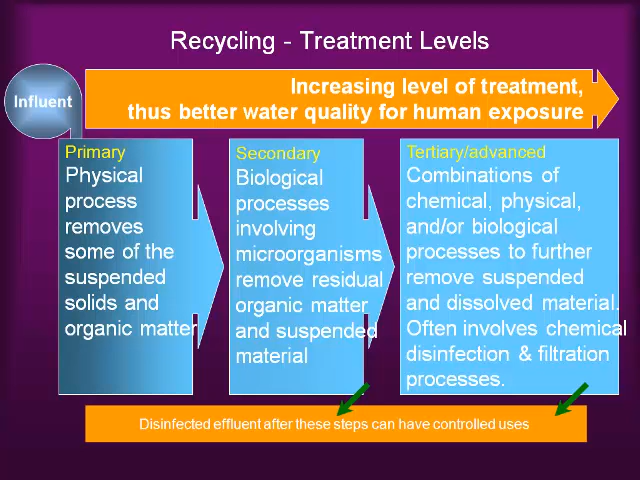 Recycling - Treatment Levels
Influent
Increasing level of treatment,
thus better water quality for human exposure
Primary
Physical
process
removes
some of the
suspended
solids and
organic matter
Secondary
Biological
processes
involving
microorganisms
remove residual
organic matter
and suspended
material
Tertiary/advanced
Combinations of
chemical, physical,
and/or biological
processes to further
remove suspended
and dissolved material.
Often involves chemical
disinfection & filtration
processes.
Disinfected effluent after these steps can have controlled uses